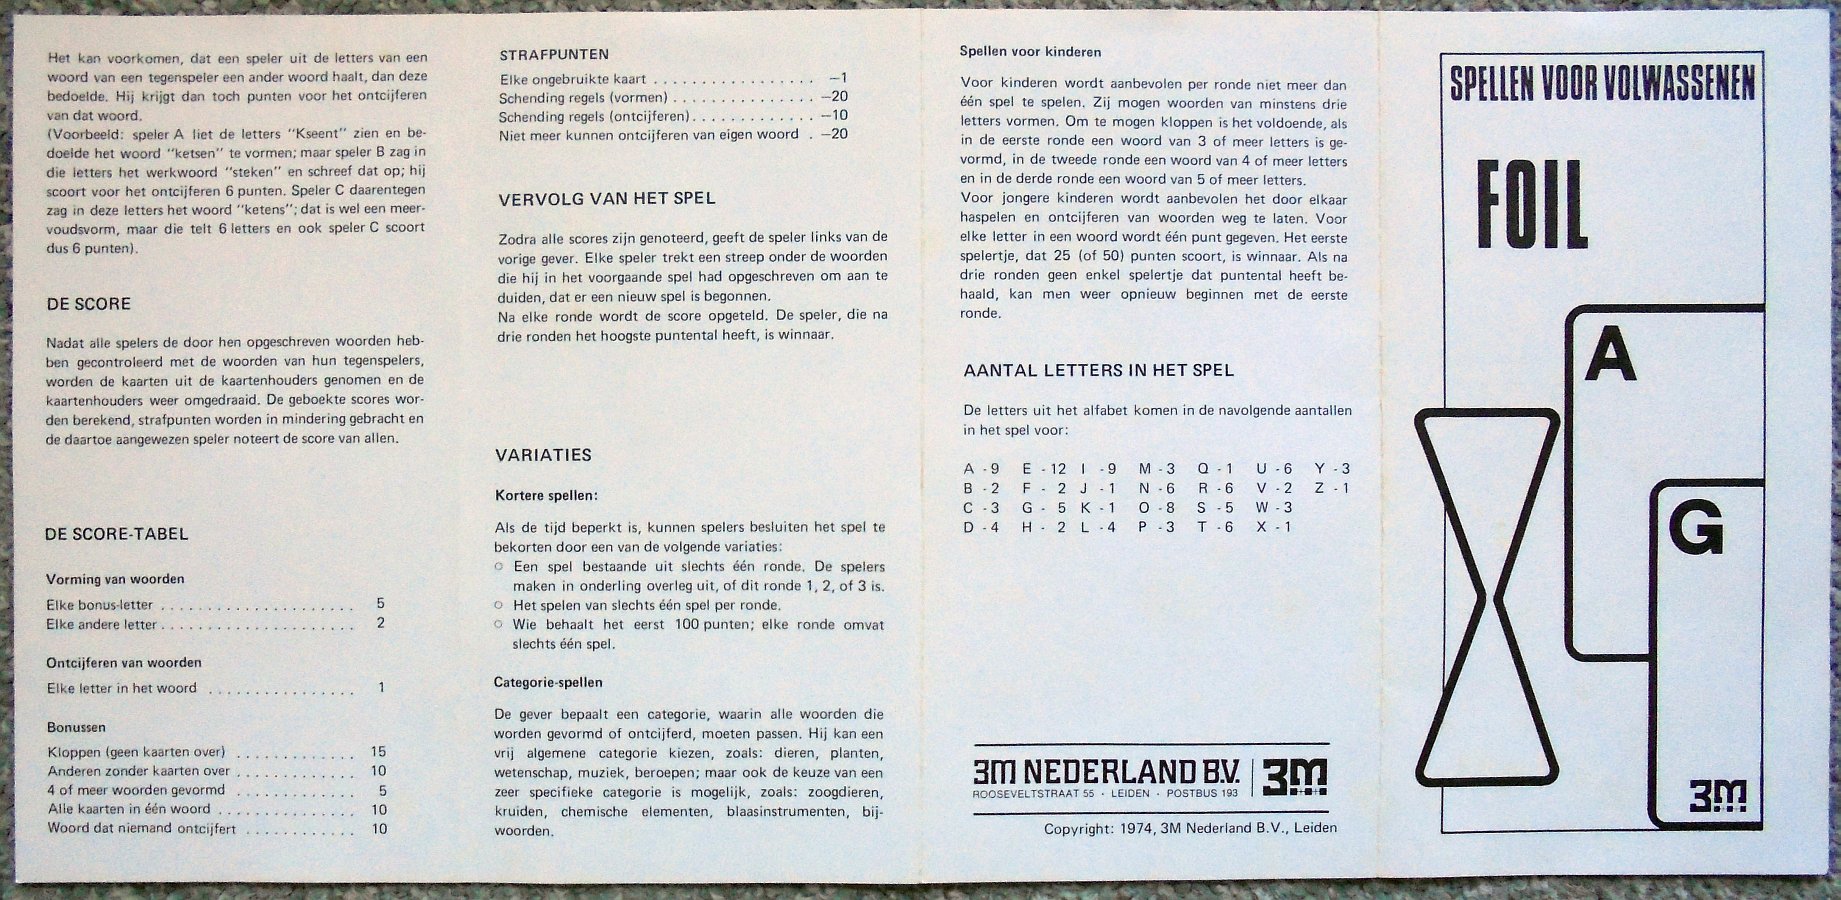 Het kan voorkomen, dat een speler uit de letters van een
woord van een tegenspeler een ander woord haalt, dan deze
bedoelde. Hij krijgt dan toch punten voor het ontcijferen
van dat woord.
(Voorbeeld: speler A liet de letters "Kseent" zien en be-
doelde het woord "ketsen" te vormen; maar speler B zag in
die letters het werkwoord "steken" en schreef dat op; hij
scoort voor het ontcijferen 6 punten. Speler C daarentegen
zag in deze letters het woord "ketens"; dat is wel een meer-
voudsvorm, maar die telt 6 letters en ook speler C scoort
dus 6 punten).
DE SCORE
Nadat alle spelers de door hen opgeschreven woorden heb-
ben gecontroleerd met de woorden van hun tegenspelers,
worden de kaarten uit de kaartenhouders genomen en de
kaartenhouders weer omgedraaid. De geboekte scores wor-
den berekend, strafpunten worden in mindering gebracht en
de daartoe aangewezen speler noteert de score van allen.
DE SCORE-TABEL
Vorming van woorden
Elke bonus-letter . . . . . . . . . . . . . . . . . . . . . 5
Elke andere letter . . . . . . . . . . . . . . . . . . . . . 2
Ontcijferen van woorden
Elke letter in het woord . . . . . . . . . . . . . . . . 1
Bonussen
Kloppen (geen kaarten over) . . . . . . . . . . . . . 15
Anderen zonder kaarten over . . . . . . . . . . . . . 10
4 of meer woorden gevormd . . . . . . . . . . . . . 5
Alle kaarten in één woord . . . . . . . . . . . . . . . 10
Woord dat niemand ontcijfert . . . . . . . . . . . . 10
STRAFPUNTEN
Elke ongebruikte kaart . . . . . . . . . . . . . . . . . . —1
Schending regels (vormen) . . . . . . . . . . . . . . . —20
Schending regels (ontcijferen) . . . . . . . . . . . . . —10
Niet meer kunnen ontcijferen van eigen woord . —20
VERVOLG VAN HET SPEL
Zodra alle scores zijn genoteerd, geeft de speler links van de
vorige gever. Elke speler trekt een streep onder de woorden
die hij in het voorgaande spel had opgeschreven om aan te
duiden, dat er een nieuw spel is begonnen.
Na elke ronde wordt de score opgeteld. De speler, die na
drie ronden het hoogste puntental heeft, is winnaar.
VARIATIES
Kortere spellen:
Als de tijd beperkt is, kunnen spelers besluiten het spel te
bekorten door een van de volgende variaties:
○ Een spel bestaande uit slechts één ronde. De spelers
maken in onderling overleg uit, of dit ronde 1, 2, of 3 is.
○ Het spelen van slechts één spel per ronde.
○ Wie behaalt het eerst 100 punten; elke ronde omvat
slechts één spel.
Categorie-spellen
De gever bepaalt een categorie, waarin alle woorden die
worden gevormd of ontcijferd, moeten passen. Hij kan een
vrij algemene categorie kiezen, zoals: dieren, planten,
wetenschap, muziek, beroepen; maar ook de keuze van een
zeer specifieke categorie is mogelijk, zoals: zoogdieren,
kruiden, chemische elementen, blaasinstrumenten, bij-
woorden.
Spellen voor kinderen
Voor kinderen wordt aanbevolen per ronde niet meer dan
één spel te spelen. Zij mogen woorden van minstens drie
letters vormen. Om te mogen kloppen is het voldoende, als
in de eerste ronde een woord van 3 of meer letters is ge-
vormd, in de tweede ronde een woord van 4 of meer letters
en in de derde ronde een woord van 5 of meer letters.
Voor jongere kinderen wordt aanbevolen het door elkaar
haspelen en ontcijferen van woorden weg te laten. Voor
elke letter in een woord wordt één punt gegeven. Het eerste
spelertje, dat 25 (of 50) punten scoort, is winnaar. Als na
drie ronden geen enkel spelertje dat puntental heeft be-
haald, kan men weer opnieuw beginnen met de eerste
ronde.
AANTAL LETTERS IN HET SPEL
De letters uit het alfabet komen in de navolgende aantallen
in het spel voor:
A - 9 E - 12 I - 9 M - 3 Q - 1 U - 6 Y - 3
B - 2 F - 2 J - 1 N - 6 R - 6 V - 2 Z - 1
C - 3 G - 5 K - 1 O - 8 S - 5 W - 3
D - 4 H - 2 L - 4 P - 3 T - 6 X - 1
3M NEDERLAND B.V. 3M
ROOSEVELTSTRAAT 55 · LEIDEN · POSTBUS 193
Copyright: 1974, 3M Nederland B.V., Leiden
SPELLEN VOOR VOLWASSENEN
FOIL
A
G
3M